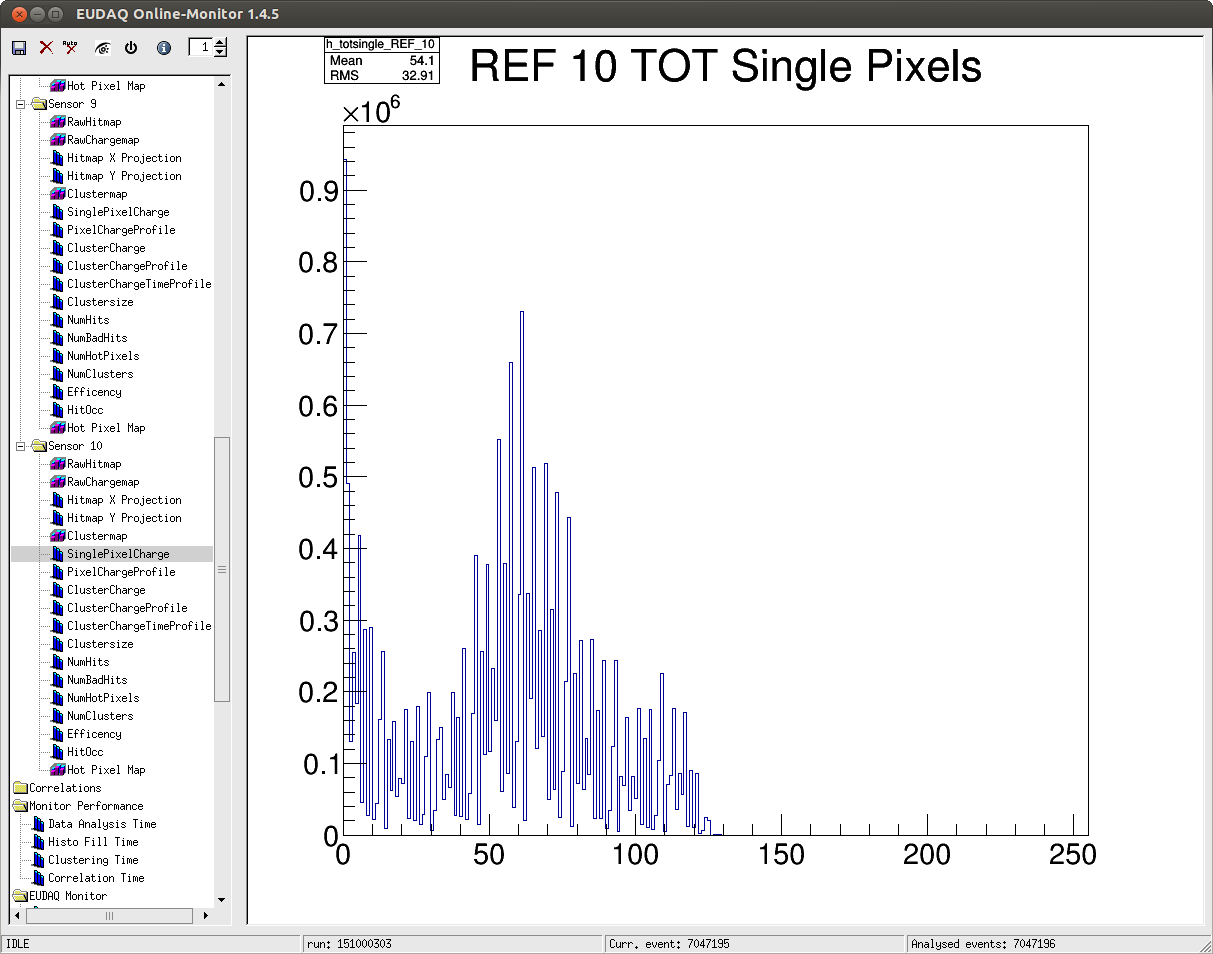 EUDAQ Online-Monitor 1.4.5
Auto
1
Hot Pixel Map
Sensor 9
RawHitmap
RawChargemap
Hitmap X Projection
Hitmap Y Projection
Clustermap
SinglePixelCharge
PixelChargeProfile
ClusterCharge
ClusterChargeProfile
ClusterChargeTimeProfile
Clustersize
NumHits
NumBadHits
NumHotPixels
NumClusters
Efficency
HitOcc
Hot Pixel Map
Sensor 10
RawHitmap
RawChargemap
Hitmap X Projection
Hitmap Y Projection
Clustermap
SinglePixelCharge
PixelChargeProfile
ClusterCharge
ClusterChargeProfile
ClusterChargeTimeProfile
Clustersize
NumHits
NumBadHits
NumHotPixels
NumClusters
Efficency
HitOcc
Hot Pixel Map
Correlations
Monitor Performance
Data Analysis Time
Histo Fill Time
Clustering Time
Correlation Time
EUDAQ Monitor
h_totsingle_REF_10
Mean 54.1
RMS 32.91
REF 10 TOT Single Pixels
×10⁶
0.9
0.8
0.7
0.6
0.5
0.4
0.3
0.2
0.1
0
0 50 100 150 200 250
IDLE run: 151000303 Curr. event: 7047195 Analysed events: 7047196